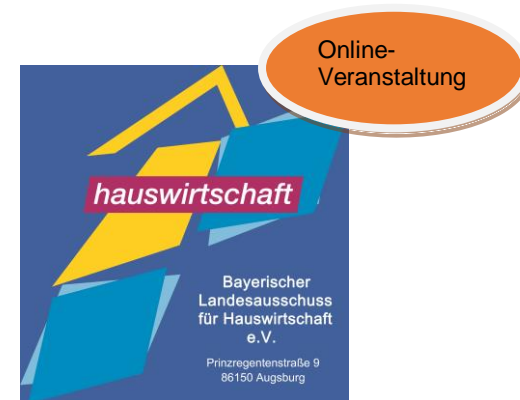 Online-
Veranstaltung
hauswirtschaft
Bayerischer
Landesausschuss
für Hauswirtschaft
e.V.
Prinzregentenstraße 9
86150 Augsburg